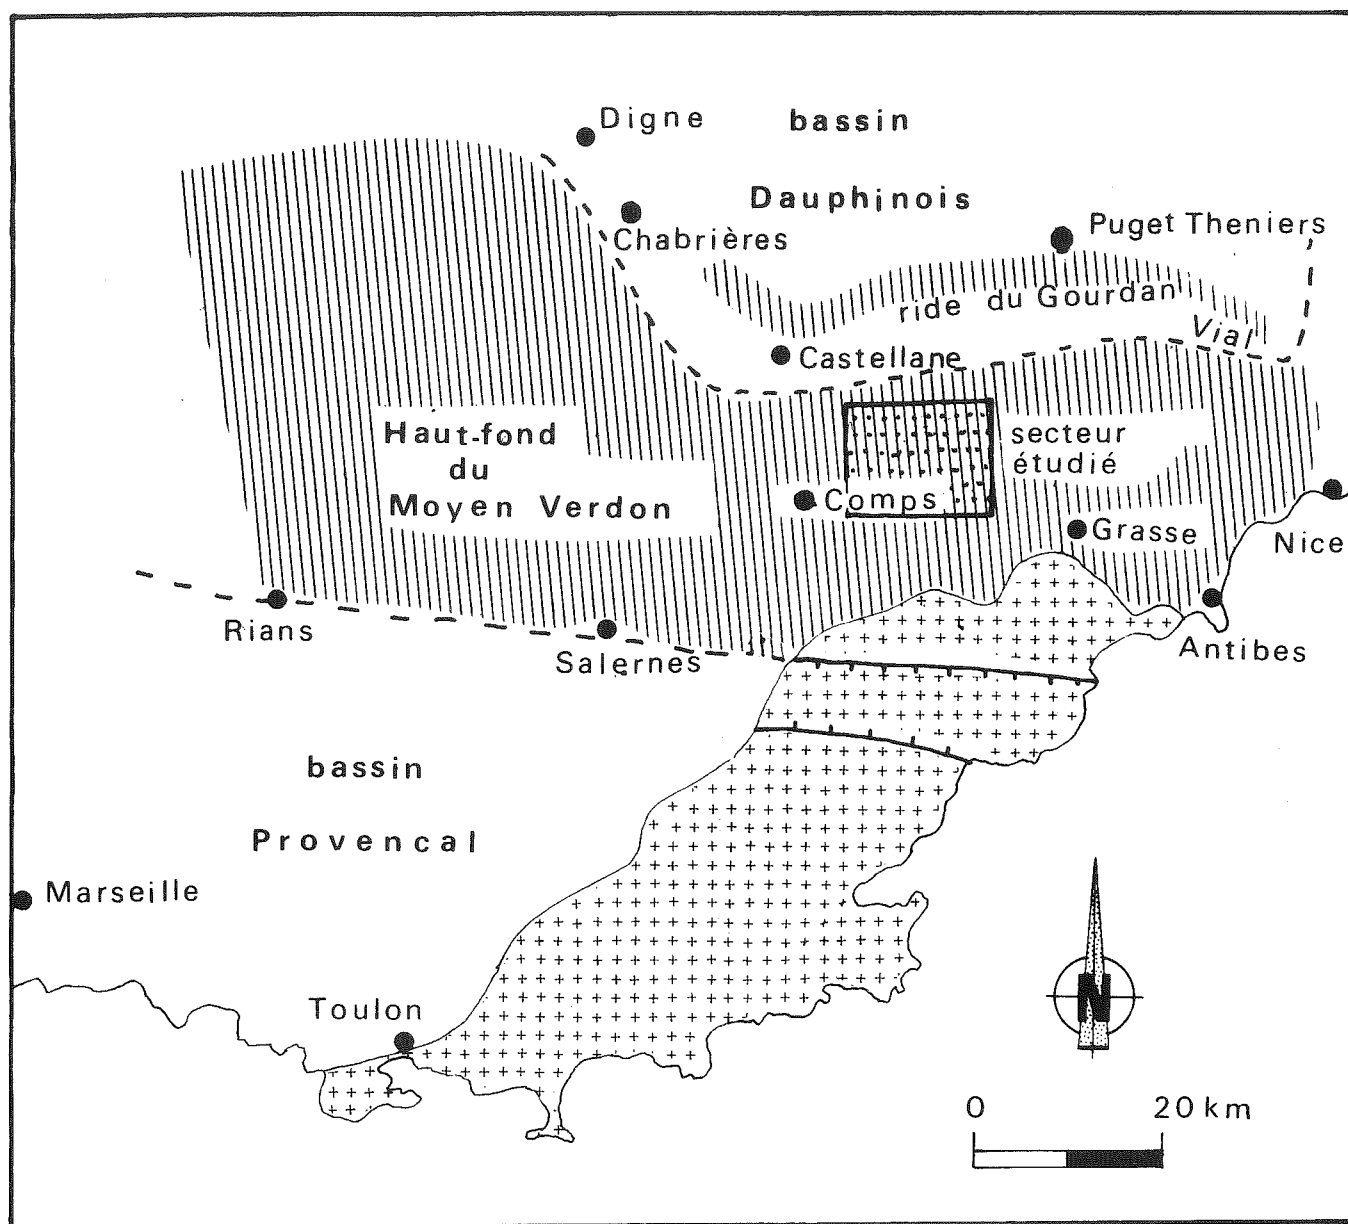 Digne
bassin
Dauphinois
Chabrières
Puget Theniers
ride du Gourdan
Vial
Castellane
Haut-fond
du
Moyen Verdon
secteur
étudié
Comps
Grasse
Nice
Rians
Salernes
Antibes
bassin
Provencal
Marseille
Toulon
N
0 20 km